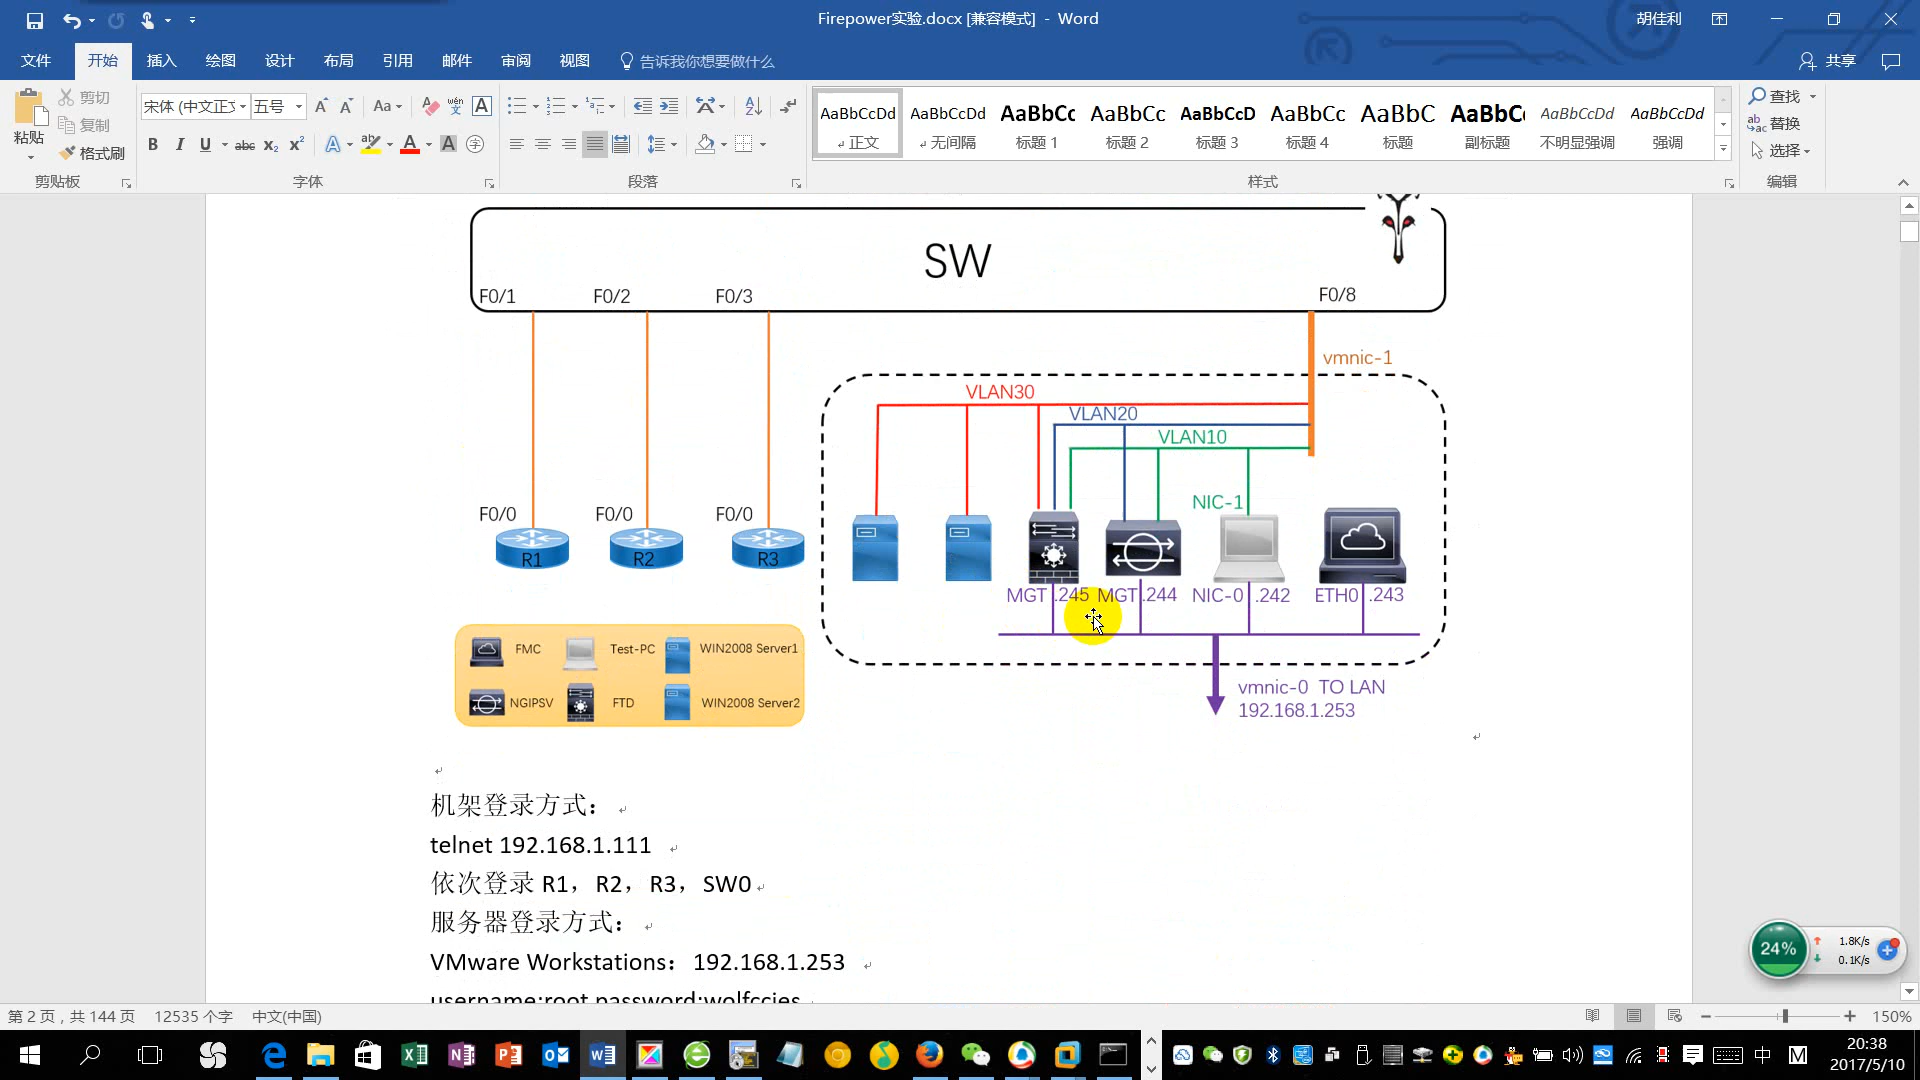 Firepower实验.docx [兼容模式] - Word
胡佳利
文件 开始 插入 绘图 设计 布局 引用 邮件 审阅 视图 告诉我你想要做什么 共享
粘贴 剪切 复制 格式刷
宋体 (中文正文 五号
AaBbCcDd AaBbCcDd AaBbCc AaBbCc AaBbCcD AaBbCc AaBbC AaBbCc AaBbCcDd AaBbCcDd
正文 无间隔 标题 1 标题 2 标题 3 标题 4 标题 副标题 不明显强调 强调
查找
替换
选择
剪贴板 字体 段落 样式 编辑
SW
F0/1 F0/2 F0/3 F0/8
vmnic-1
VLAN30
VLAN20
VLAN10
NIC-1
F0/0 F0/0 F0/0
R1 R2 R3
MGT .245 MGT .244 NIC-0 .242 ETH0 .243
FMC Test-PC WIN2008 Server1
NGIPSV FTD WIN2008 Server2
vmnic-0 TO LAN
192.168.1.253
机架登录方式：
telnet 192.168.1.111
依次登录 R1，R2，R3，SW0
服务器登录方式：
VMware Workstations：192.168.1.253
username:root password:wolfccies
24% 1.8K/s
0.1K/s
第 2 页，共 144 页 12535 个字 中文(中国) 150%
中 M
20:38
2017/5/10